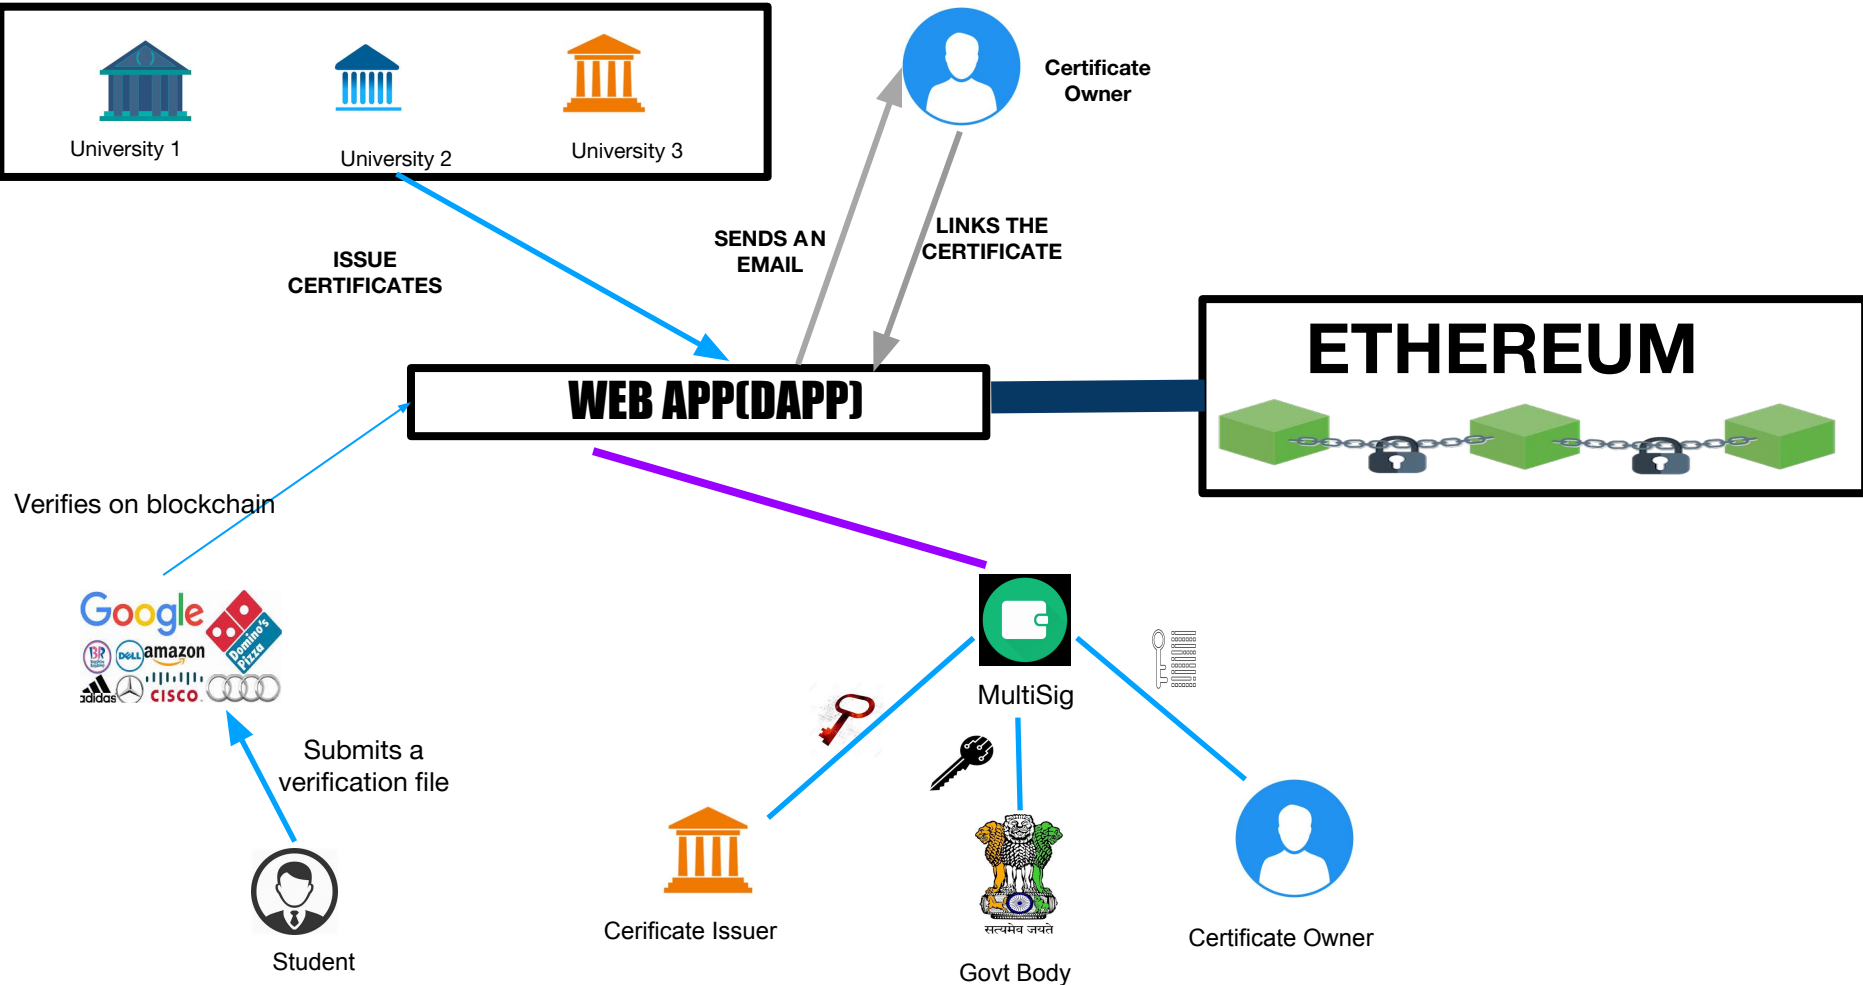 University 1
University 2
University 3
Certificate
Owner
ISSUE
CERTIFICATES
SENDS AN
EMAIL
LINKS THE
CERTIFICATE
WEB APP(DAPP)
ETHEREUM
Verifies on blockchain
Google
Domino's
Pizza
BR
DELL
amazon
adidas
CISCO
Submits a
verification file
Student
MultiSig
Cerificate Issuer
सत्यमेव जयते
Govt Body
Certificate Owner